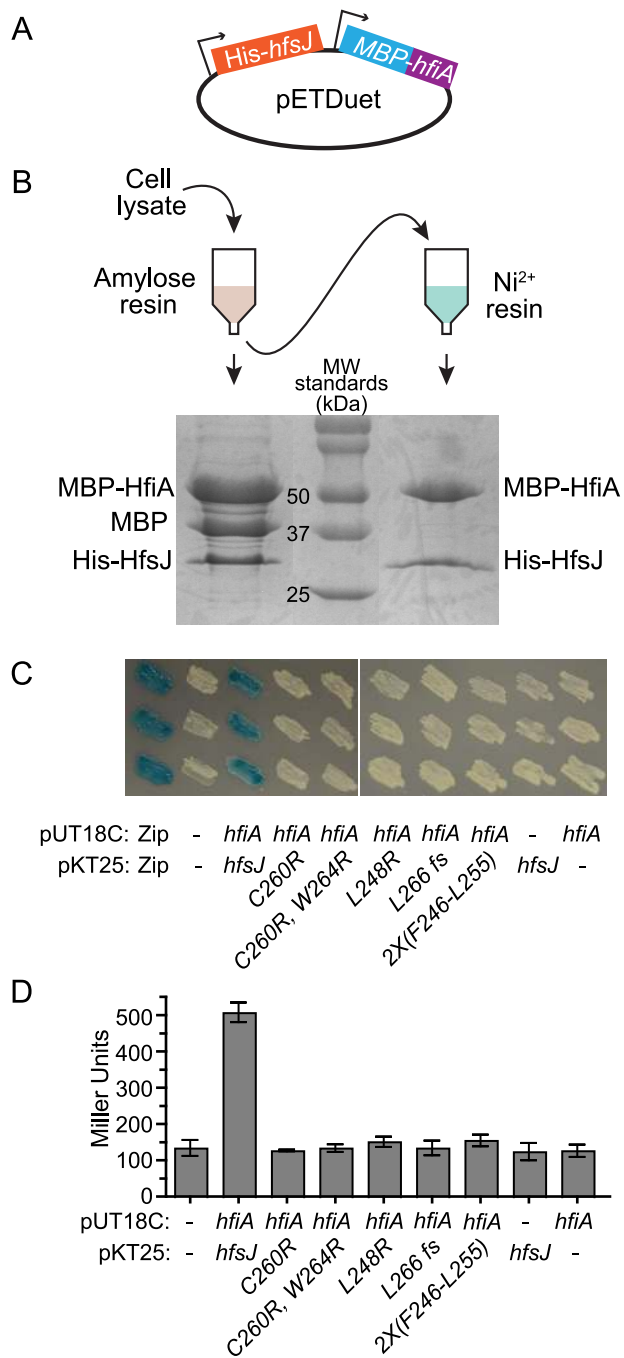 A
His-hfsJ
MBP-hfiA
pETDuet
B
Cell
lysate
Amylose
resin
Ni2+
resin
MW
standards
(kDa)
MBP-HfiA
50
MBP-HfiA
MBP
37
His-HfsJ
His-HfsJ
25
C
pUT18C: Zip - hfiA hfiA hfiA hfiA hfiA hfiA - hfiA
pKT25: Zip - hfsJ C260R C260R, W264R L248R L266 fs 2X(F246-L255) hfsJ -
D
Miller Units
500
400
300
200
100
0
pUT18C: - hfiA hfiA hfiA hfiA hfiA hfiA - hfiA
pKT25: - hfsJ C260R C260R, W264R L248R L266 fs 2X(F246-L255) hfsJ -